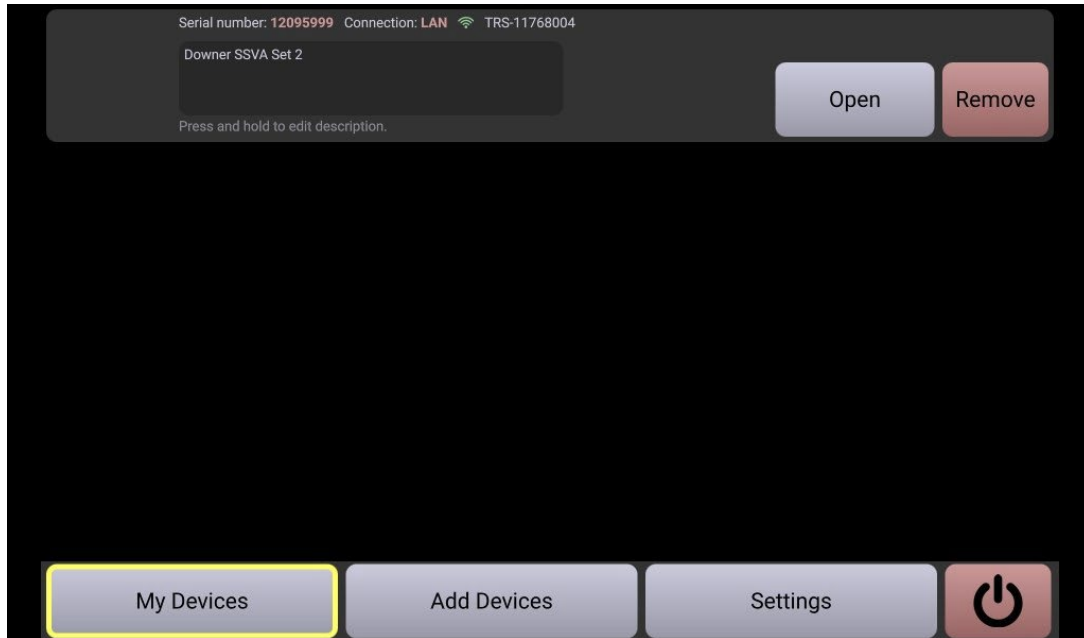 Serial number: 12095999 Connection: LAN TRS-11768004
Downer SSVA Set 2
Open
Remove
Press and hold to edit description.
My Devices
Add Devices
Settings